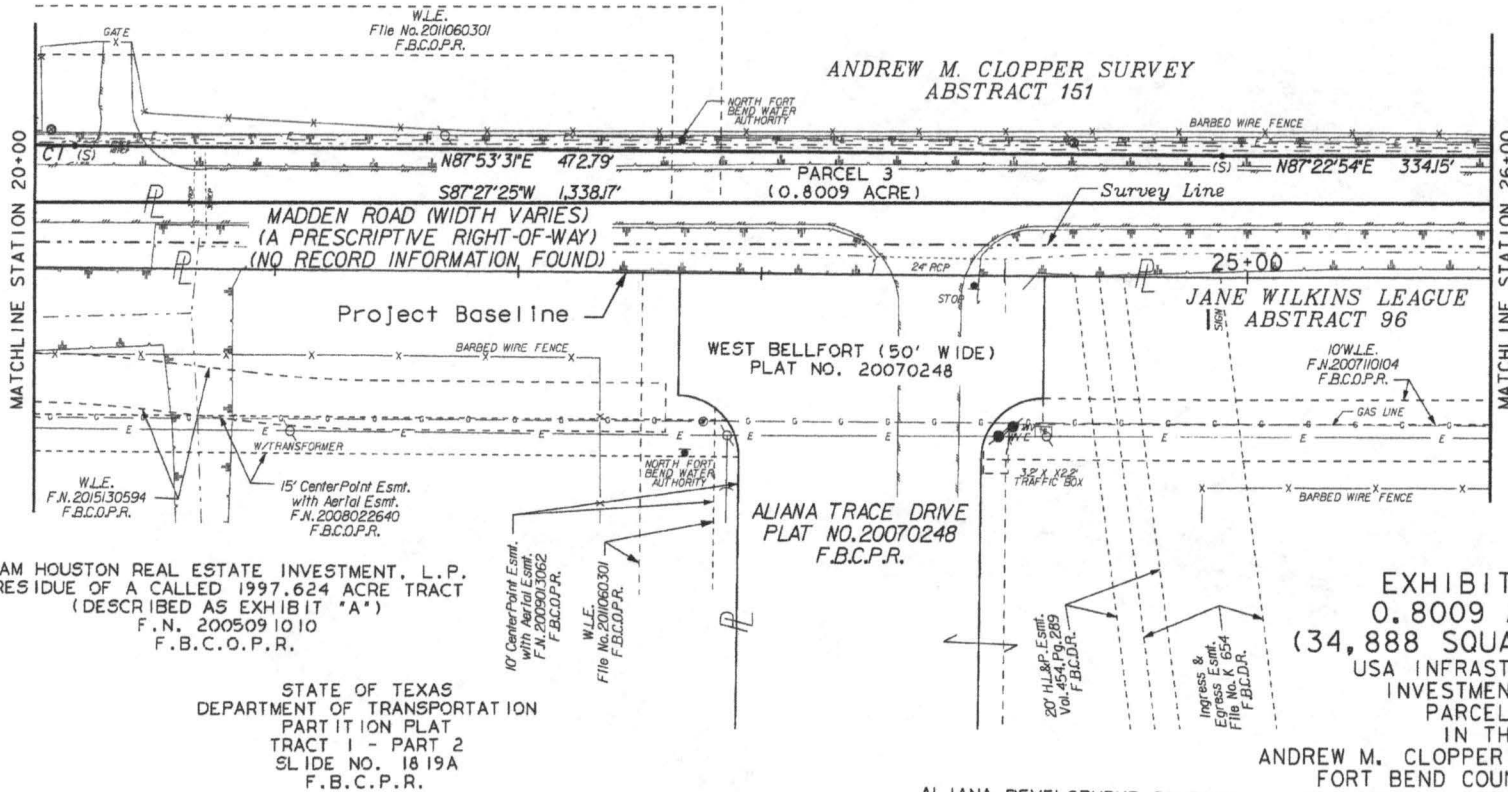 W.L.E.
File No.2011060301
F.B.C.O.P.R.
GATE
ANDREW M. CLOPPER SURVEY
ABSTRACT 151
NORTH FORT
BEND WATER
AUTHORITY
BARBED WIRE FENCE
MATCHLINE STATION 20+00
MATCHLINE STATION 26+00
C1 (S)
N87°53'31"E 472.79'
PARCEL 3
(0.8009 ACRE)
(S) N87°22'54"E 334.15'
S87°27'25"W 1,338.17'
Survey Line
MADDEN ROAD (WIDTH VARIES)
(A PRESCRIPTIVE RIGHT-OF-WAY)
(NO RECORD INFORMATION FOUND)
PL
PL
PL
24" RCP
25+00
STOP
Project Baseline
JANE WILKINS LEAGUE
ABSTRACT 96
SIGN
BARBED WIRE FENCE
WEST BELLFORT (50' WIDE)
PLAT NO. 20070248
10'W.L.E.
F.N.2007110104
F.B.C.O.P.R.
GAS LINE
W/TRANSFORMER
NORTH FORT
BEND WATER
AUTHORITY
3.2' X X2.2'
TRAFFIC BOX
BARBED WIRE FENCE
W.L.E.
F.N.2015130594
F.B.C.O.P.R.
15' CenterPoint Esmt.
with Aerial Esmt.
F.N.2008022640
F.B.C.O.P.R.
ALIANA TRACE DRIVE
PLAT NO.20070248
F.B.C.P.R.
10' CenterPoint Esmt.
with Aerial Esmt.
F.N.2009013062
F.B.C.O.P.R.
W.L.E.
File No.2011060301
F.B.C.O.P.R.
PL
20' H.L.&P. Esmt.
Vol.454,Pg.289
F.B.C.D.R.
Ingress &
Egress Esmt.
File No. K 654
F.B.C.D.R.
AM HOUSTON REAL ESTATE INVESTMENT, L.P.
RESIDUE OF A CALLED 1997.624 ACRE TRACT
(DESCRIBED AS EXHIBIT "A")
F.N. 2005091010
F.B.C.O.P.R.
STATE OF TEXAS
DEPARTMENT OF TRANSPORTATION
PARTITION PLAT
TRACT 1 - PART 2
SLIDE NO. 1819A
F.B.C.P.R.
EXHIBIT
0.8009
(34,888 SQUA
USA INFRAST
INVESTMEN
PARCEL
IN TH
ANDREW M. CLOPPER
FORT BEND COUN